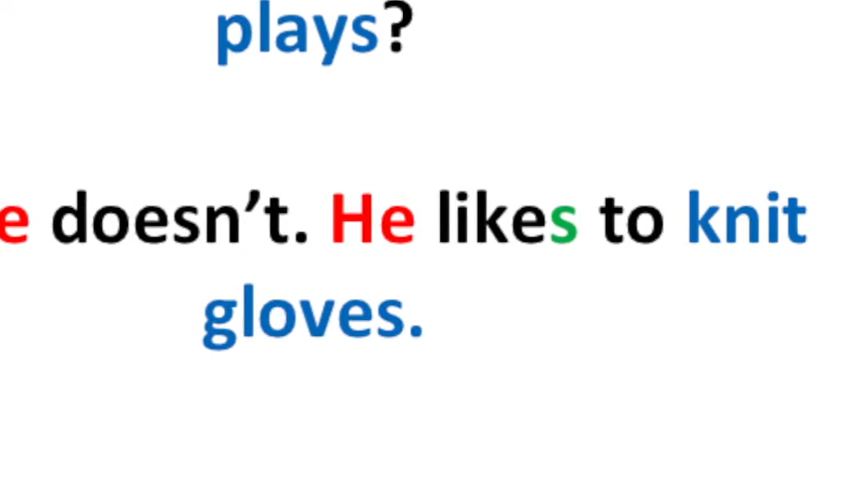 plays?
e doesn’t. He likes to knit
gloves.